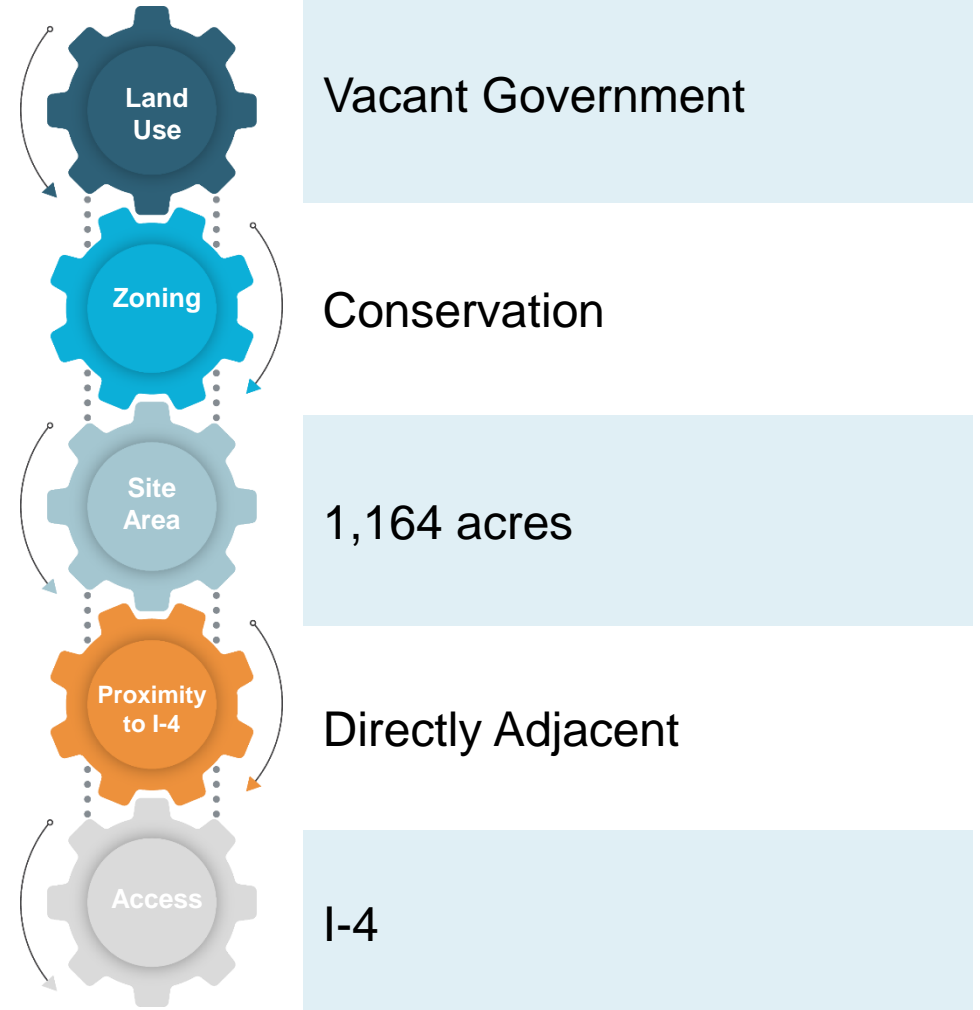 Land
Use
Vacant Government
Zoning
Conservation
Site
Area
1,164 acres
Proximity
to I-4
Directly Adjacent
Access
I-4